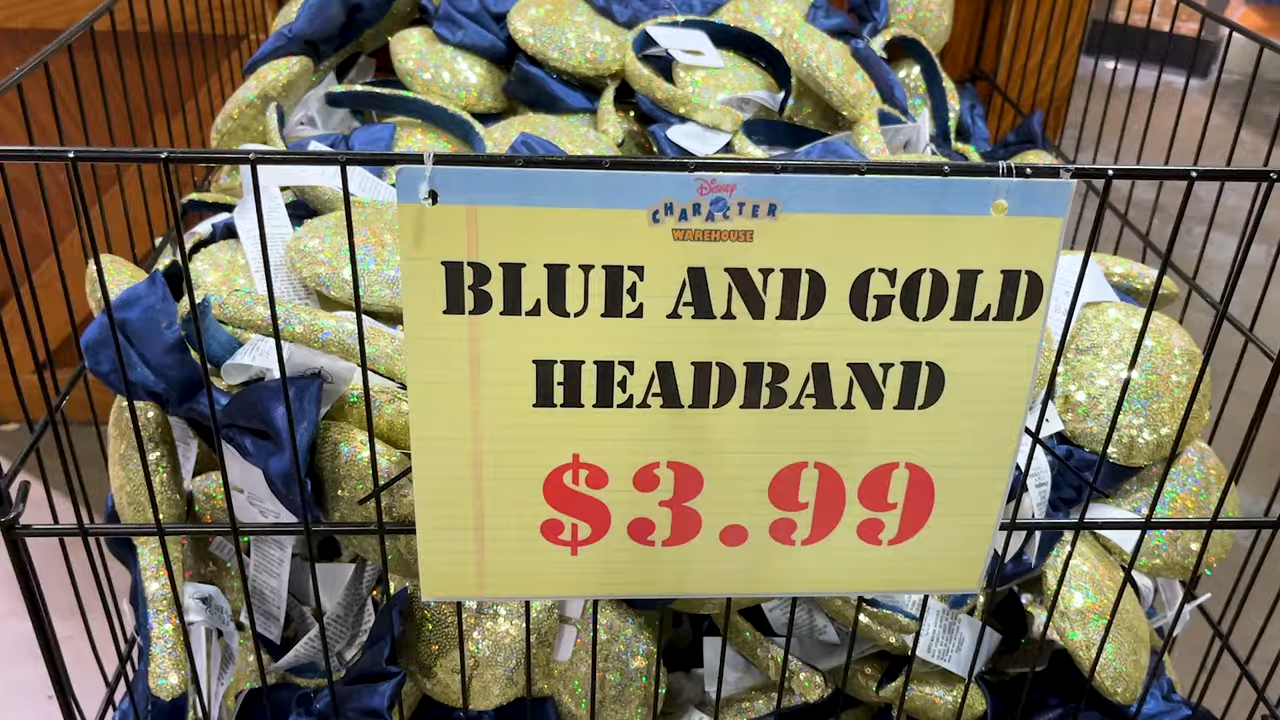 Disney
CHARACTER
WAREHOUSE
BLUE AND GOLD
HEADBAND
$3.99